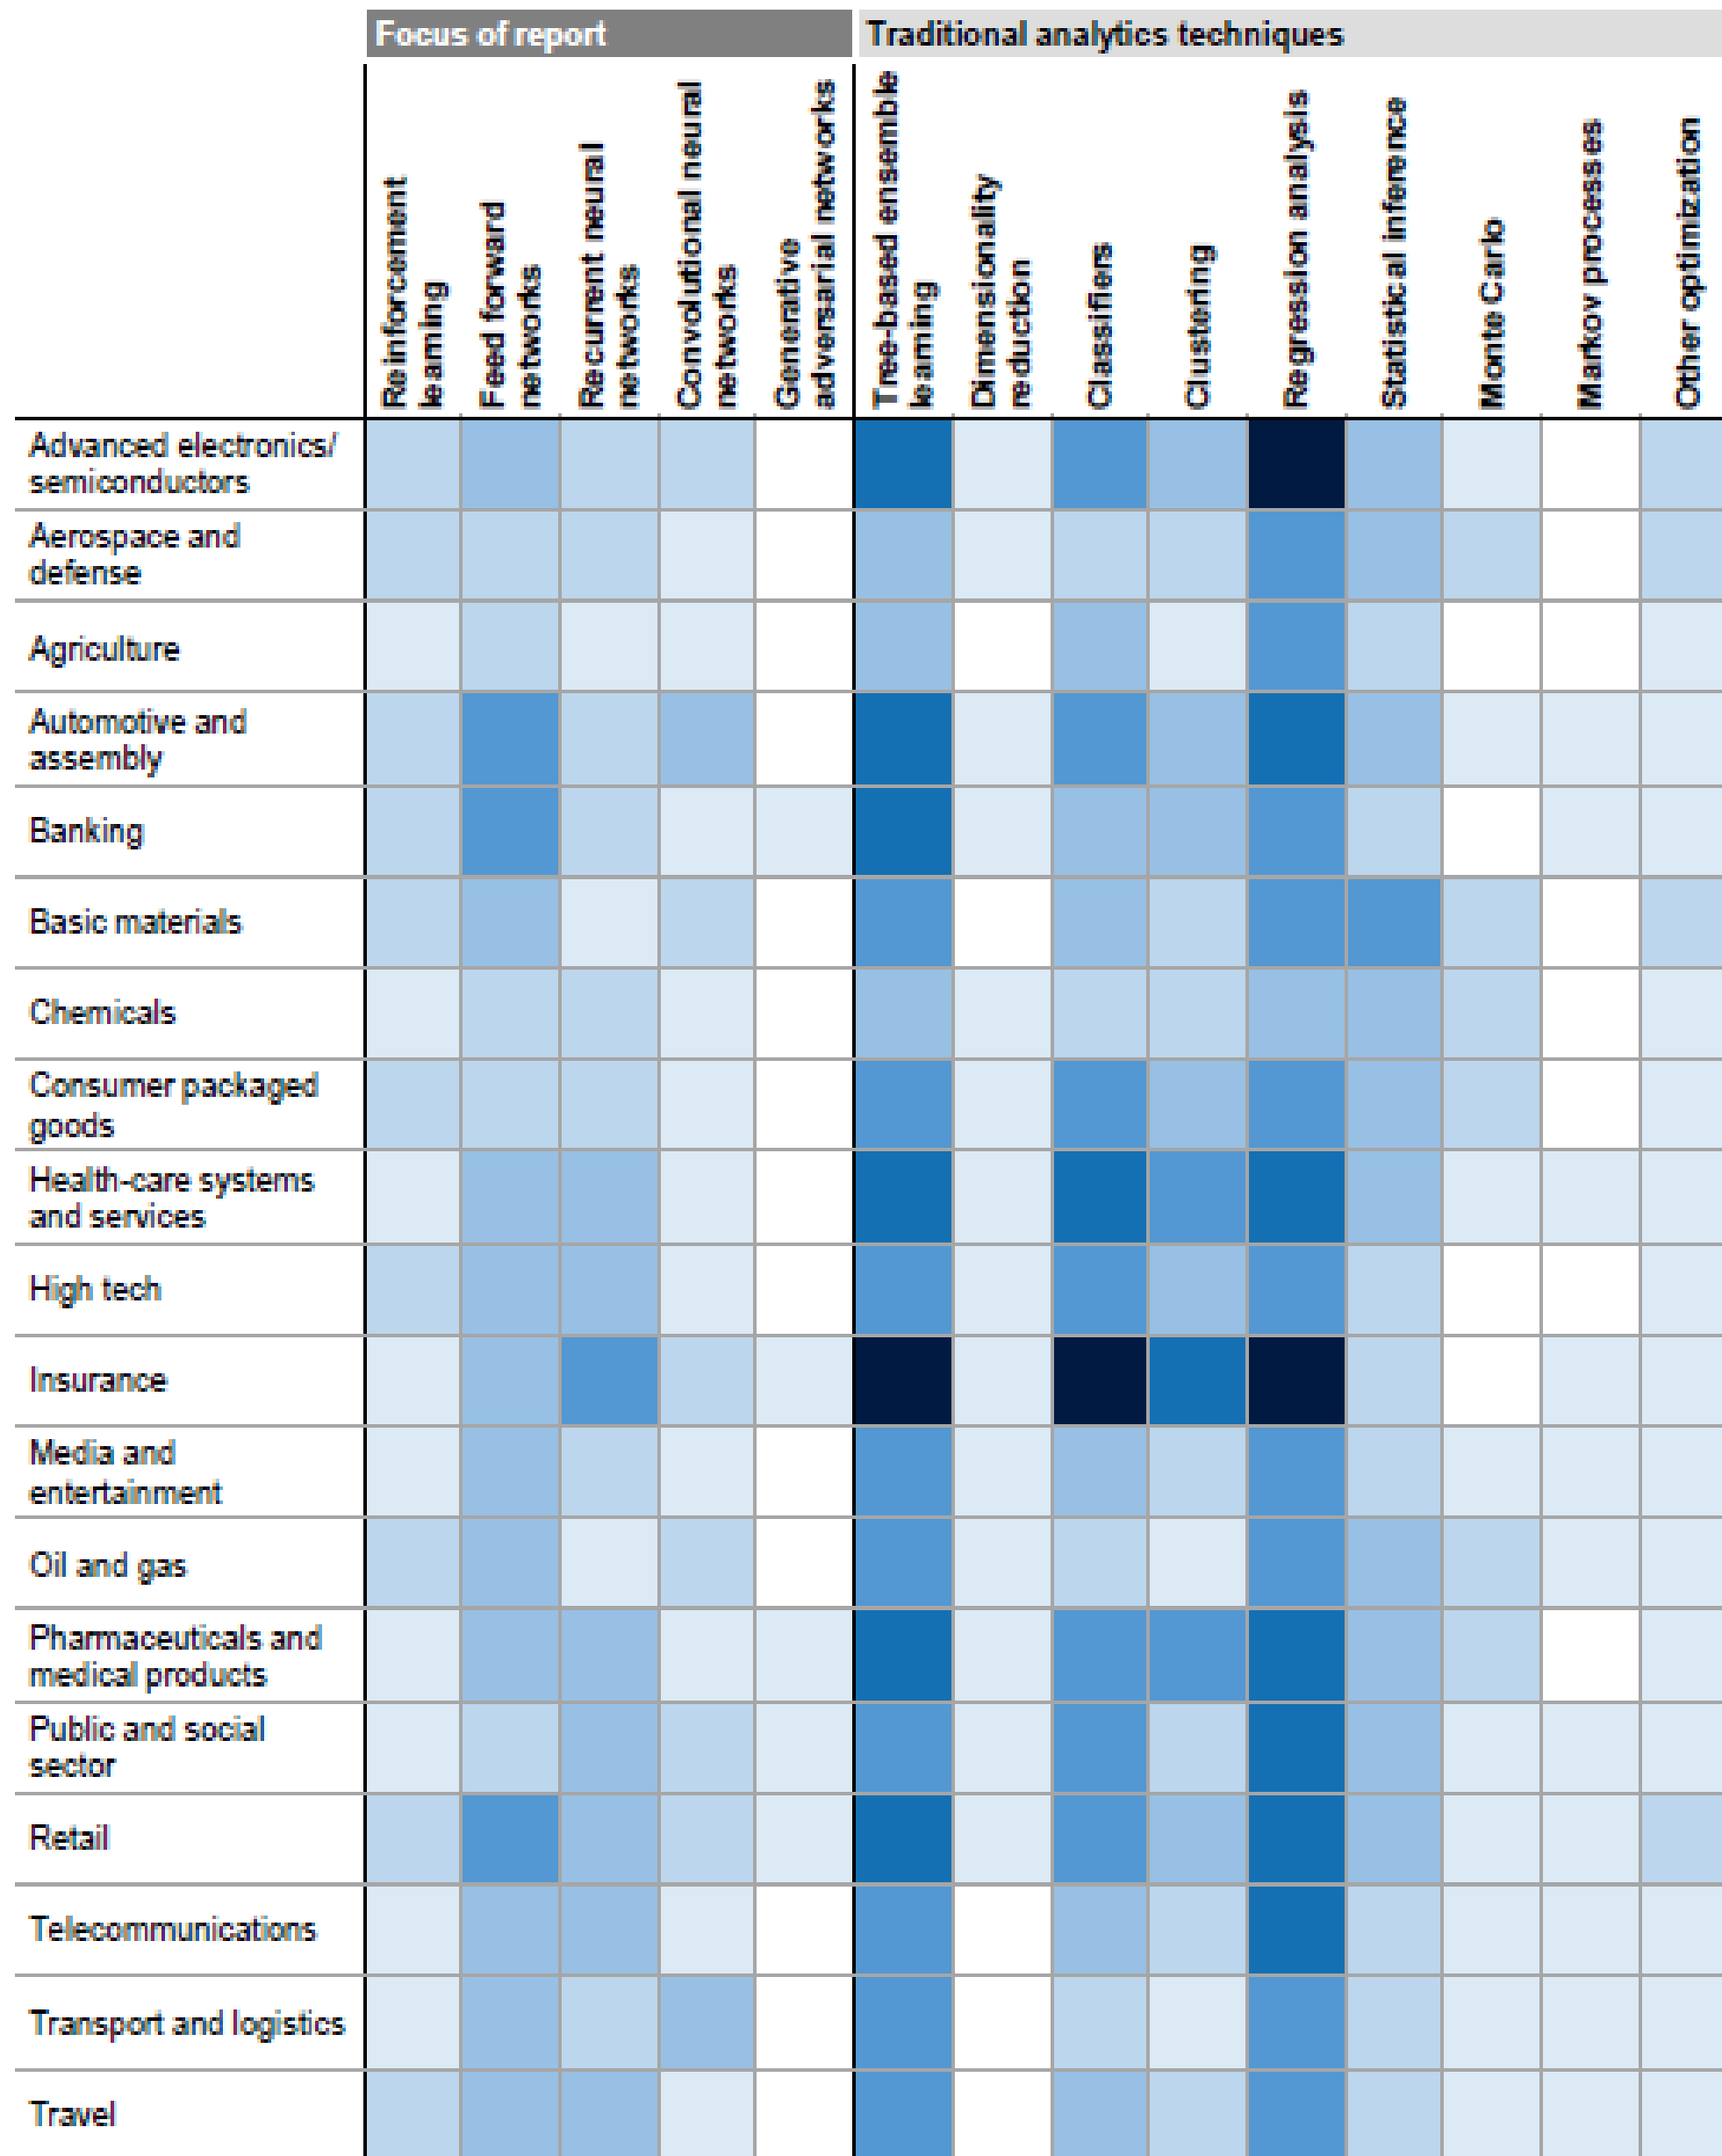 Focus of report
Traditional analytics techniques
Reinforcement
learning
Feed forward
networks
Recurrent neural
networks
Convolutional neural
networks
Generative
adversarial networks
Tree-based ensemble
learning
Dimensionality
reduction
Classifiers
Clustering
Regression analysis
Statistical inference
Monte Carlo
Markov processes
Other optimization
Advanced electronics/
semiconductors
Aerospace and
defense
Agriculture
Automotive and
assembly
Banking
Basic materials
Chemicals
Consumer packaged
goods
Health-care systems
and services
High tech
Insurance
Media and
entertainment
Oil and gas
Pharmaceuticals and
medical products
Public and social
sector
Retail
Telecommunications
Transport and logistics
Travel